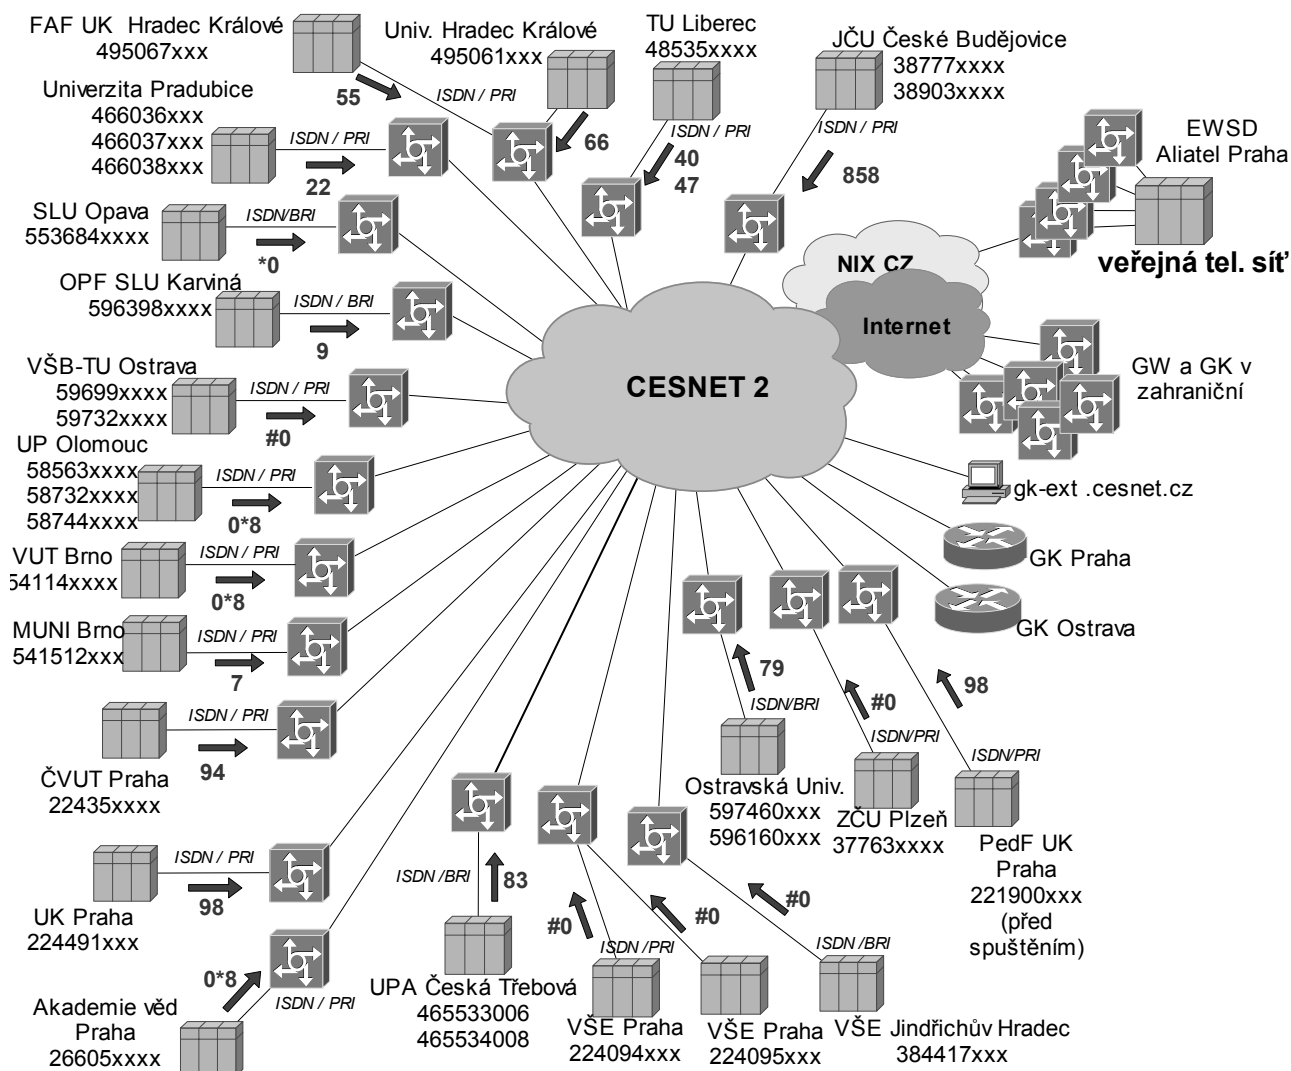 FAF UK Hradec Králové
495067xxx
Univ. Hradec Králové
495061xxx
TU Liberec
48535xxxx
JČU České Budějovice
38777xxxx
38903xxxx
EWSD
Aliatel Praha
veřejná tel. síť
55
ISDN / PRI
66
ISDN / PRI
40
47
ISDN / PRI
858
Univerzita Pradubice
466036xxx
466037xxx
466038xxx
ISDN / PRI
22
SLU Opava
553684xxxx
ISDN/BRI
*0
NIX CZ
Internet
OPF SLU Karviná
596398xxxx
ISDN / BRI
9
CESNET 2
GW a GK v
zahraniční
VŠB-TU Ostrava
59699xxxx
59732xxxx
ISDN / PRI
#0
UP Olomouc
58563xxxx
58732xxxx
58744xxxx
ISDN / PRI
0*8
gk-ext .cesnet.cz
GK Praha
GK Ostrava
VUT Brno
54114xxxx
ISDN / PRI
0*8
MUNI Brno
541512xxx
ISDN / PRI
7
ISDN / PRI
94
ČVUT Praha
22435xxxx
ISDN / PRI
98
UK Praha
224491xxx
0*8
ISDN / PRI
Akademie věd
Praha
26605xxxx
ISDN /BRI
83
UPA Česká Třebová
465533006
465534008
#0
ISDN /PRI
VŠE Praha
224094xxx
#0
VŠE Praha
224095xxx
#0
ISDN /BRI
VŠE Jindřichův Hradec
384417xxx
79
ISDN/BRI
Ostravská Univ.
597460xxx
596160xxx
#0
ISDN/PRI
ZČU Plzeň
37763xxxx
98
ISDN/PRI
PedF UK
Praha
221900xxx
(před
spuštěním)